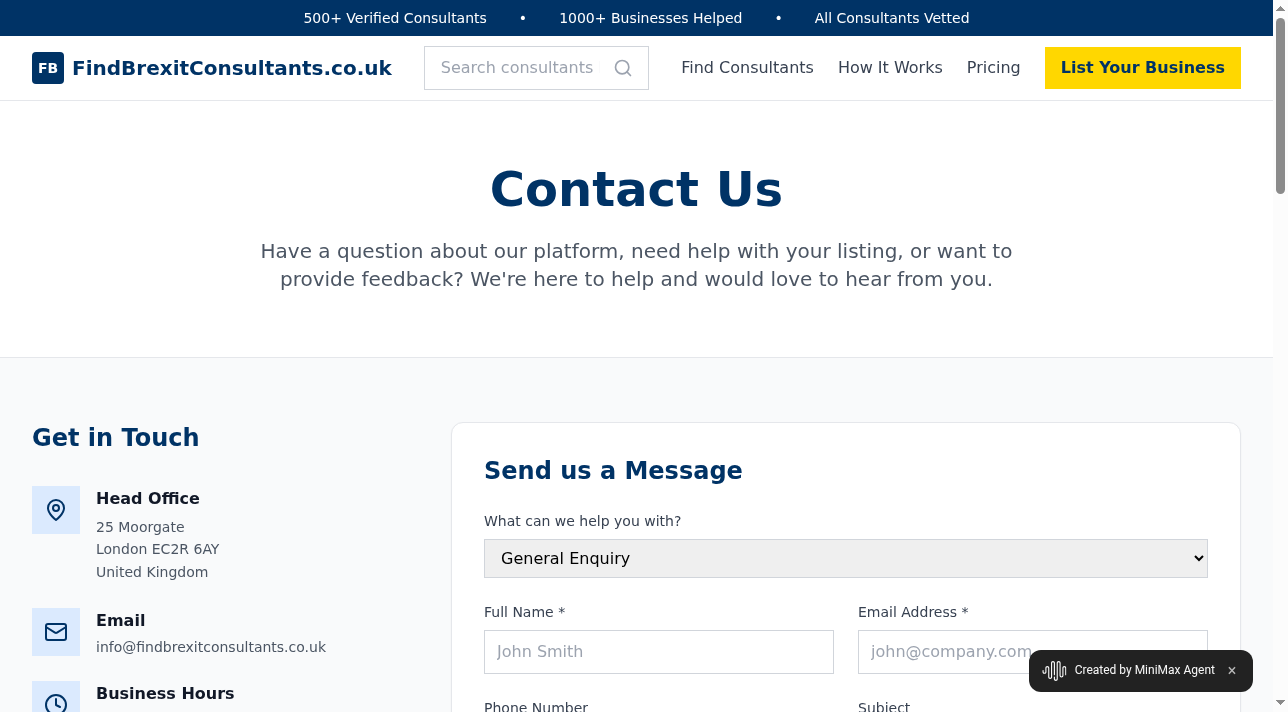 500+ Verified Consultants • 1000+ Businesses Helped • All Consultants Vetted
FB FindBrexitConsultants.co.uk
Search consultants
Find Consultants
How It Works
Pricing
List Your Business
Contact Us
Have a question about our platform, need help with your listing, or want to
provide feedback? We're here to help and would love to hear from you.
Get in Touch
Head Office
25 Moorgate
London EC2R 6AY
United Kingdom
Email
info@findbrexitconsultants.co.uk
Business Hours
Send us a Message
What can we help you with?
General Enquiry
Full Name *
John Smith
Email Address *
john@company.com
Phone Number
Subject
Created by MiniMax Agent ×